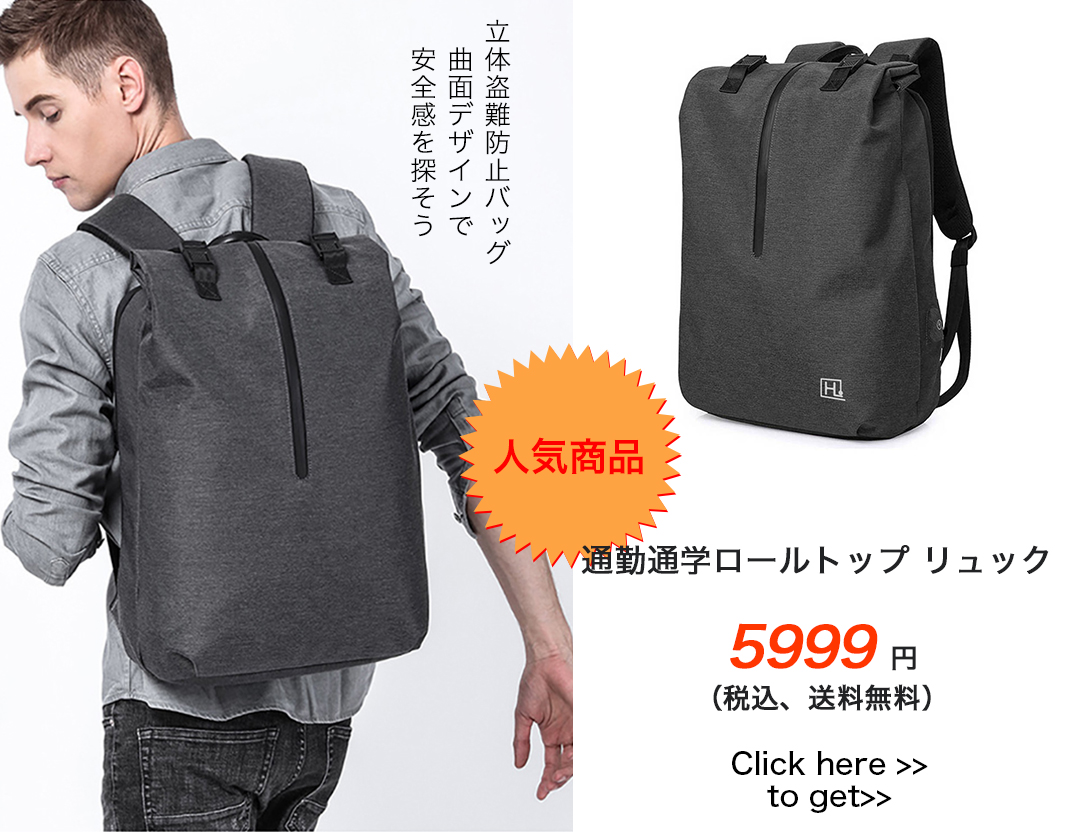 立体盗難防止バッグ
曲面デザインで
安全感を探そう
人気商品
H
通勤通学ロールトップ リュック
5999 円
（税込、送料無料）
Click here >>
to get>>